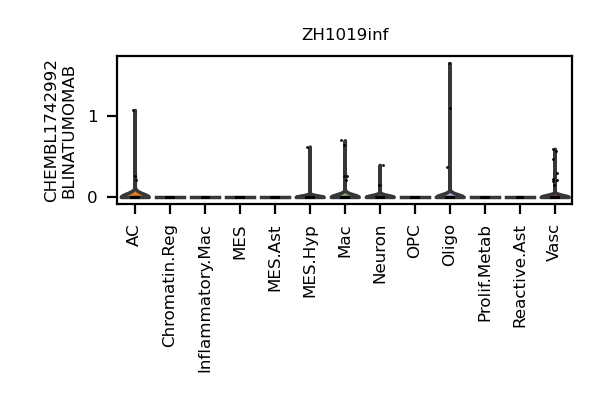 ZH1019inf
CHEMBL1742992
BLINATUMOMAB
1
0
AC
Chromatin.Reg
Inflammatory.Mac
MES
MES.Ast
MES.Hyp
Mac
Neuron
OPC
Oligo
Prolif.Metab
Reactive.Ast
Vasc